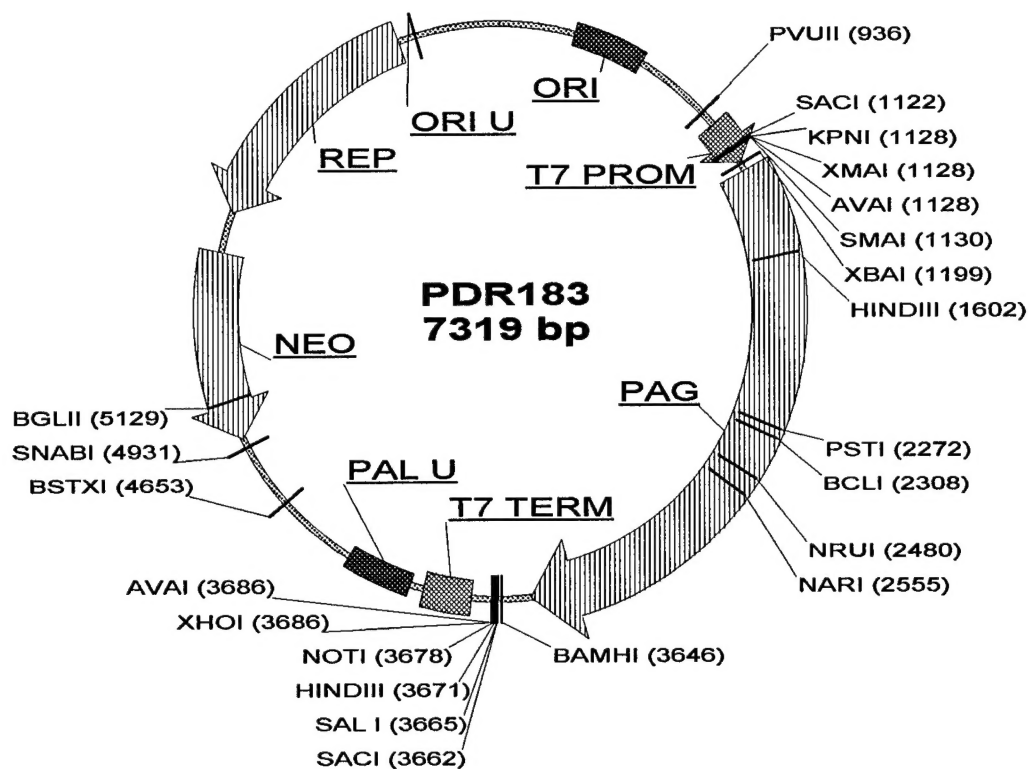 PVUII (936)
ORI
SACI (1122)
ORI U
KPNI (1128)
REP
T7 PROM
XMAI (1128)
AVAI (1128)
SMAI (1130)
XBAI (1199)
PDR183
7319 bp
HINDIII (1602)
NEO
PAG
BGLII (5129)
SNABI (4931)
PSTI (2272)
BSTXI (4653)
PAL U
BCLI (2308)
T7 TERM
NRUI (2480)
NARI (2555)
AVAI (3686)
XHOI (3686)
NOTI (3678)
BAMHI (3646)
HINDIII (3671)
SAL I (3665)
SACI (3662)